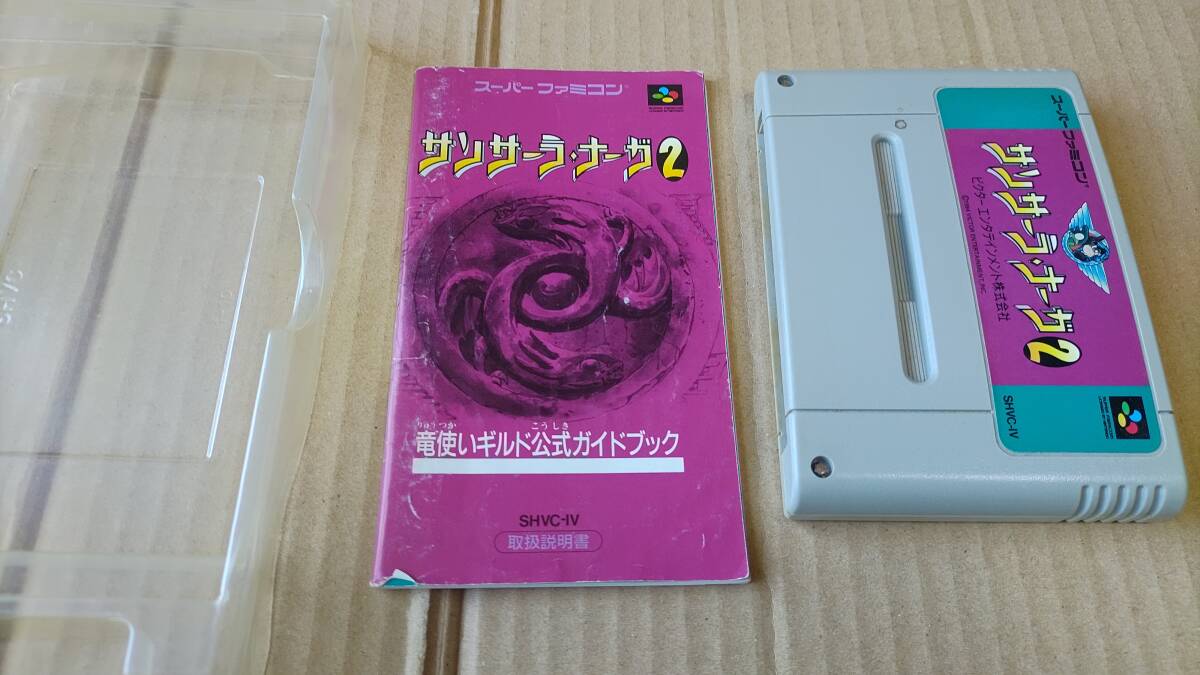 スーパーファミコン
サンサーラ・ナーガ2
りゅうつか こうしき
竜使いギルド公式ガイドブック
SHVC-IV
取扱説明書
スーパーファミコン
サンサーラ・ナーガ2
ビクターエンタテインメント株式会社
©1994 VICTOR ENTERTAINMENT, INC.
SHVC-IV